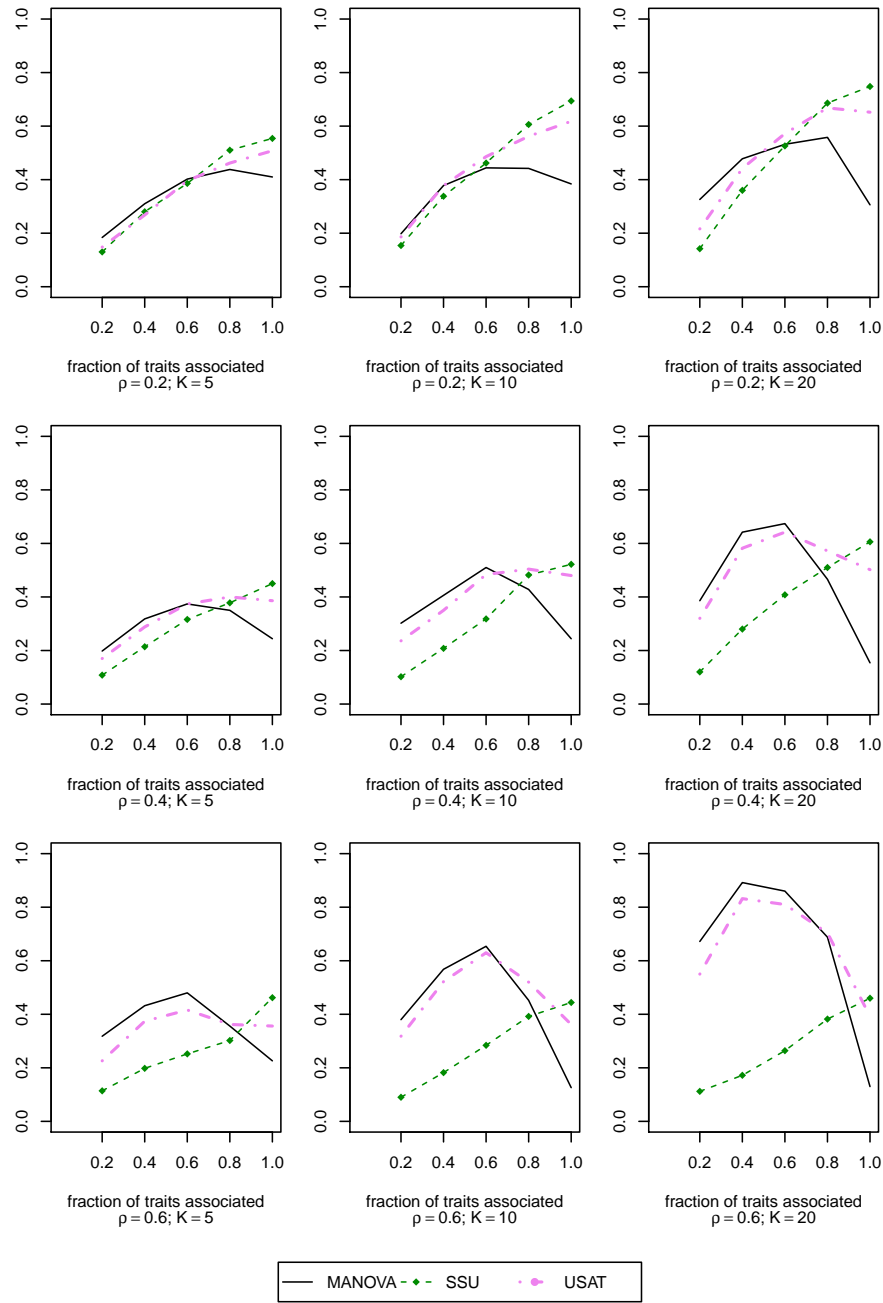 0.0 0.2 0.4 0.6 0.8 1.0
0.2 0.4 0.6 0.8 1.0
fraction of traits associated
ρ = 0.2; K = 5
0.0 0.2 0.4 0.6 0.8 1.0
0.2 0.4 0.6 0.8 1.0
fraction of traits associated
ρ = 0.2; K = 10
0.0 0.2 0.4 0.6 0.8 1.0
0.2 0.4 0.6 0.8 1.0
fraction of traits associated
ρ = 0.2; K = 20
0.0 0.2 0.4 0.6 0.8 1.0
0.2 0.4 0.6 0.8 1.0
fraction of traits associated
ρ = 0.4; K = 5
0.0 0.2 0.4 0.6 0.8 1.0
0.2 0.4 0.6 0.8 1.0
fraction of traits associated
ρ = 0.4; K = 10
0.0 0.2 0.4 0.6 0.8 1.0
0.2 0.4 0.6 0.8 1.0
fraction of traits associated
ρ = 0.4; K = 20
0.0 0.2 0.4 0.6 0.8 1.0
0.2 0.4 0.6 0.8 1.0
fraction of traits associated
ρ = 0.6; K = 5
0.0 0.2 0.4 0.6 0.8 1.0
0.2 0.4 0.6 0.8 1.0
fraction of traits associated
ρ = 0.6; K = 10
0.0 0.2 0.4 0.6 0.8 1.0
0.2 0.4 0.6 0.8 1.0
fraction of traits associated
ρ = 0.6; K = 20
MANOVA SSU USAT